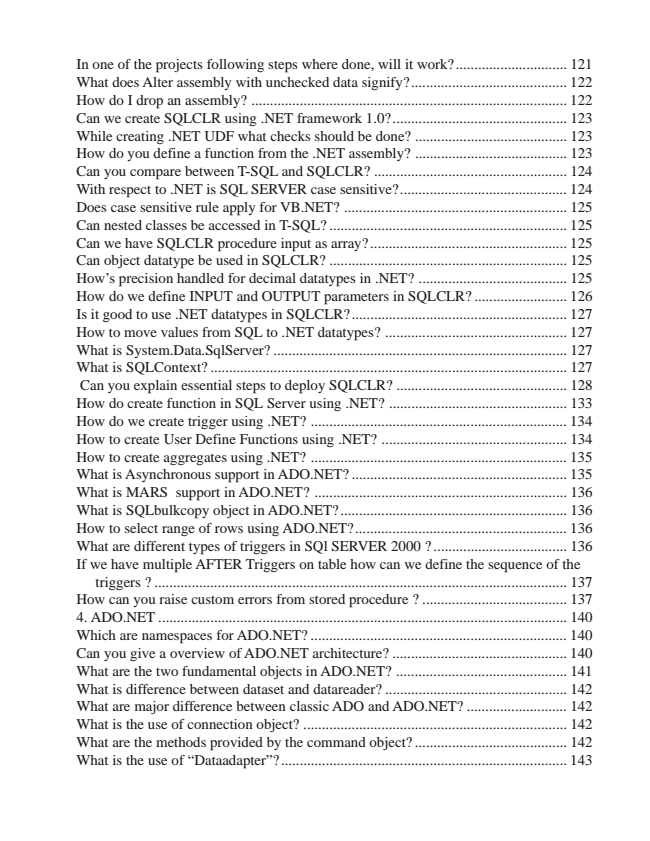 In one of the projects following steps where done, will it work?.............................. 121
What does Alter assembly with unchecked data signify?.......................................... 122
How do I drop an assembly? ..................................................................................... 122
Can we create SQLCLR using .NET framework 1.0?............................................... 123
While creating .NET UDF what checks should be done? ......................................... 123
How do you define a function from the .NET assembly? .......................................... 123
Can you compare between T-SQL and SQLCLR? .................................................... 124
With respect to .NET is SQL SERVER case sensitive?............................................. 124
Does case sensitive rule apply for VB.NET? ............................................................. 125
Can nested classes be accessed in T-SQL? ................................................................ 125
Can we have SQLCLR procedure input as array?..................................................... 125
Can object datatype be used in SQLCLR? ................................................................. 125
How's precision handled for decimal datatypes in .NET? ......................................... 125
How do we define INPUT and OUTPUT parameters in SQLCLR? ......................... 126
Is it good to use .NET datatypes in SQLCLR?.......................................................... 127
How to move values from SQL to .NET datatypes? ................................................. 127
What is System.Data.SqlServer? ............................................................................... 127
What is SQLContext? ................................................................................................ 127
Can you explain essential steps to deploy SQLCLR? ............................................... 128
How do create function in SQL Server using .NET? ................................................ 133
How do we create trigger using .NET? ...................................................................... 134
How to create User Define Functions using .NET? ................................................... 134
How to create aggregates using .NET? ...................................................................... 135
What is Asynchronous support in ADO.NET?........................................................... 135
What is MARS  support in ADO.NET? .................................................................... 136
What is SQLbulkcopy object in ADO.NET?.............................................................. 136
How to select range of rows using ADO.NET?.......................................................... 136
What are different types of triggers in SQl SERVER 2000 ?..................................... 136
If we have multiple AFTER Triggers on table how can we define the sequence of the
triggers ? ............................................................................................................... 137
How can you raise custom errors from stored procedure ? ....................................... 137
4. ADO.NET .............................................................................................................. 140
Which are namespaces for ADO.NET?...................................................................... 140
Can you give a overview of ADO.NET architecture? ............................................... 140
What are the two fundamental objects in ADO.NET? .............................................. 141
What is difference between dataset and datareader? .................................................. 142
What are major difference between classic ADO and ADO.NET? ........................... 142
What is the use of connection object? ....................................................................... 142
What are the methods provided by the command object?......................................... 142
What is the use of “Dataadapter”?............................................................................. 143